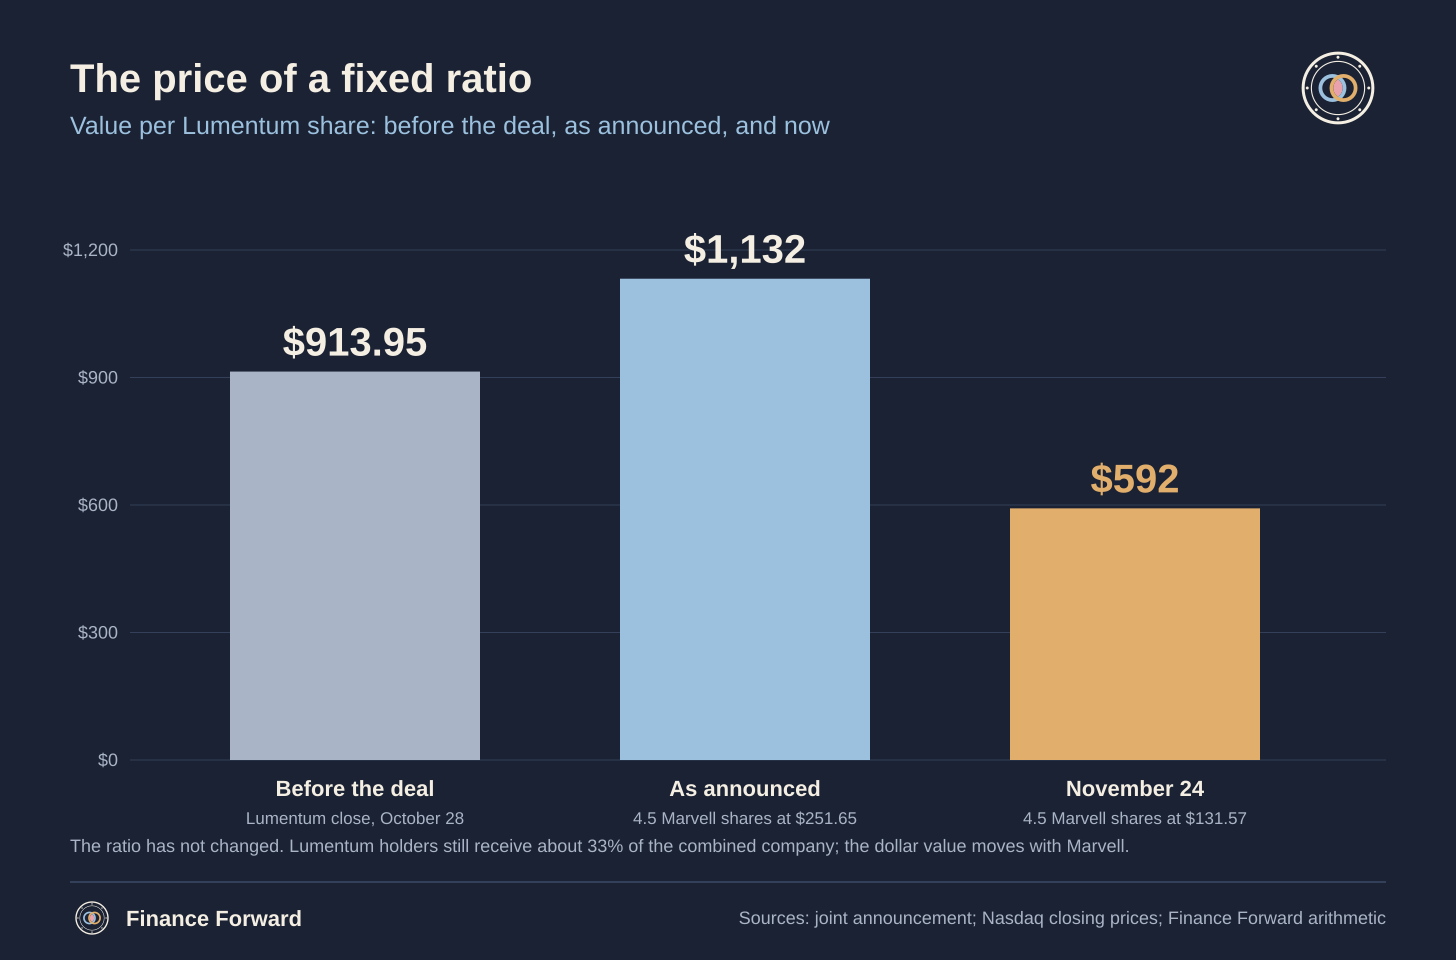 The price of a fixed ratio
Value per Lumentum share: before the deal, as announced, and now
$1,200
$900
$600
$300
$0
$913.95
$1,132
$592
Before the deal
Lumentum close, October 28
As announced
4.5 Marvell shares at $251.65
November 24
4.5 Marvell shares at $131.57
The ratio has not changed. Lumentum holders still receive about 33% of the combined company; the dollar value moves with Marvell.
Finance Forward
Sources: joint announcement; Nasdaq closing prices; Finance Forward arithmetic